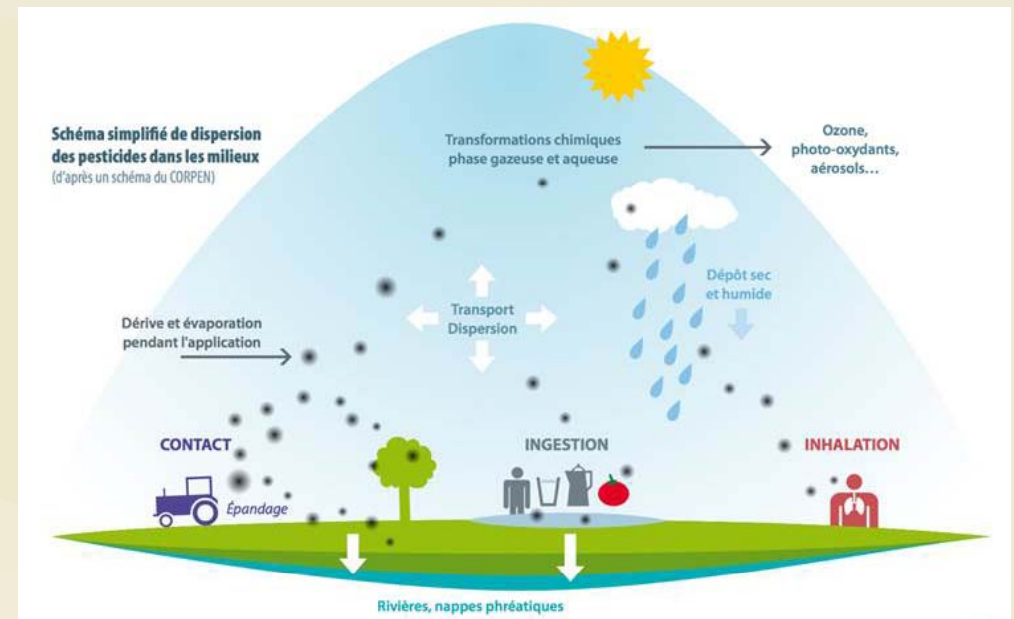 Schéma simplifié de dispersion
des pesticides dans les milieux
(d'après un schéma du CORPEN)
Transformations chimiques
phase gazeuse et aqueuse
Ozone,
photo-oxydants,
aérosols...
Dépôt sec
et humide
Transport
Dispersion
Dérive et évaporation
pendant l'application
CONTACT
INGESTION
INHALATION
Épandage
Rivières, nappes phréatiques